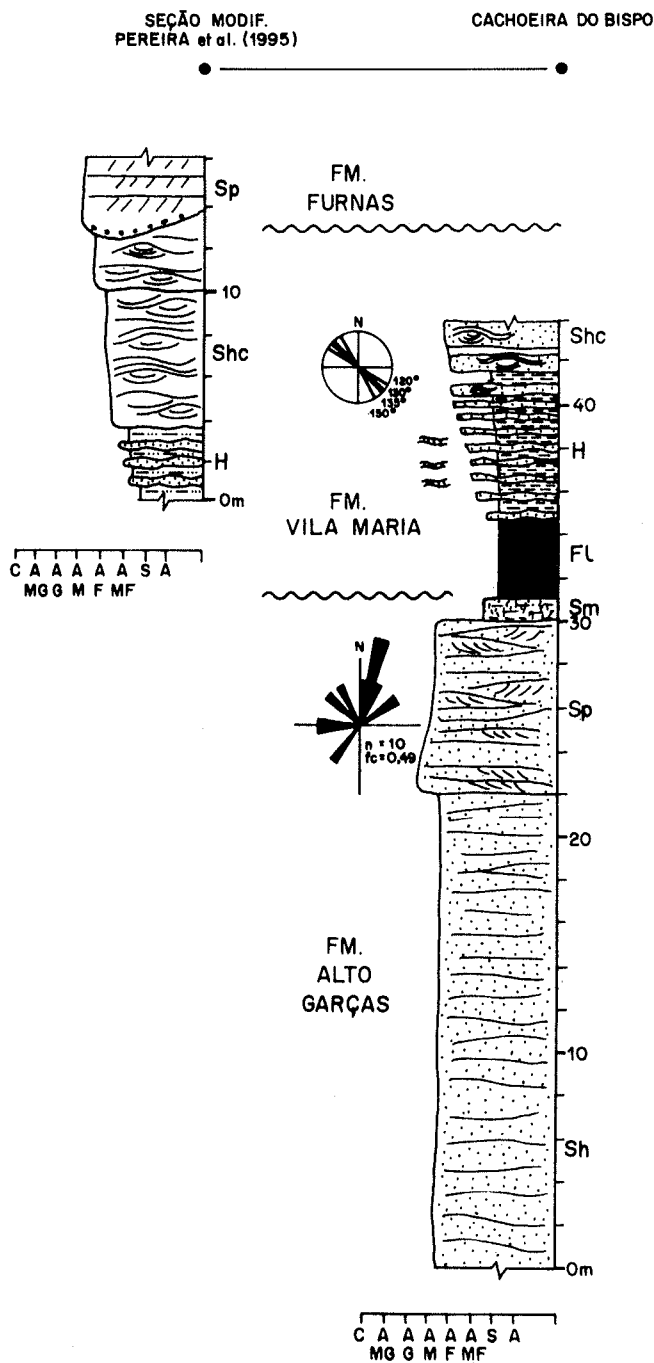 SEÇÃO MODIF.
PEREIRA et al. (1995)
CACHOEIRA DO BISPO
Sp
10
Shc
H
0m
C A A A A A S A
MG G M F MF
FM.
FURNAS
N
120°
130°
135°
150°
FM.
VILA MARIA
N
n = 10
fc=0,49
FM.
ALTO
GARÇAS
Shc
40
H
FL
Sm
30
Sp
20
10
Sh
0m
C A A A A A S A
MG G M F MF